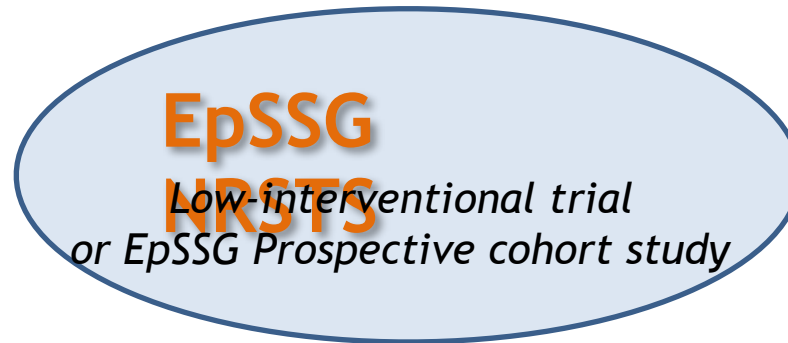 EpSSG
NRSTS
Low-interventional trial
or EpSSG Prospective cohort study